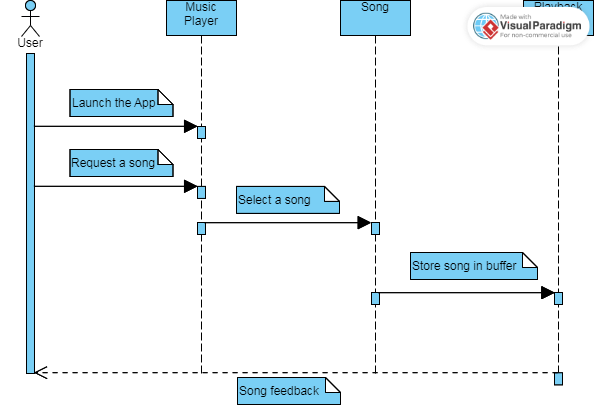 Music
Player
Song
Playback
Made with
Visual Paradigm
For non-commercial use
User
Launch the App
Request a song
Select a song
Store song in buffer
Song feedback